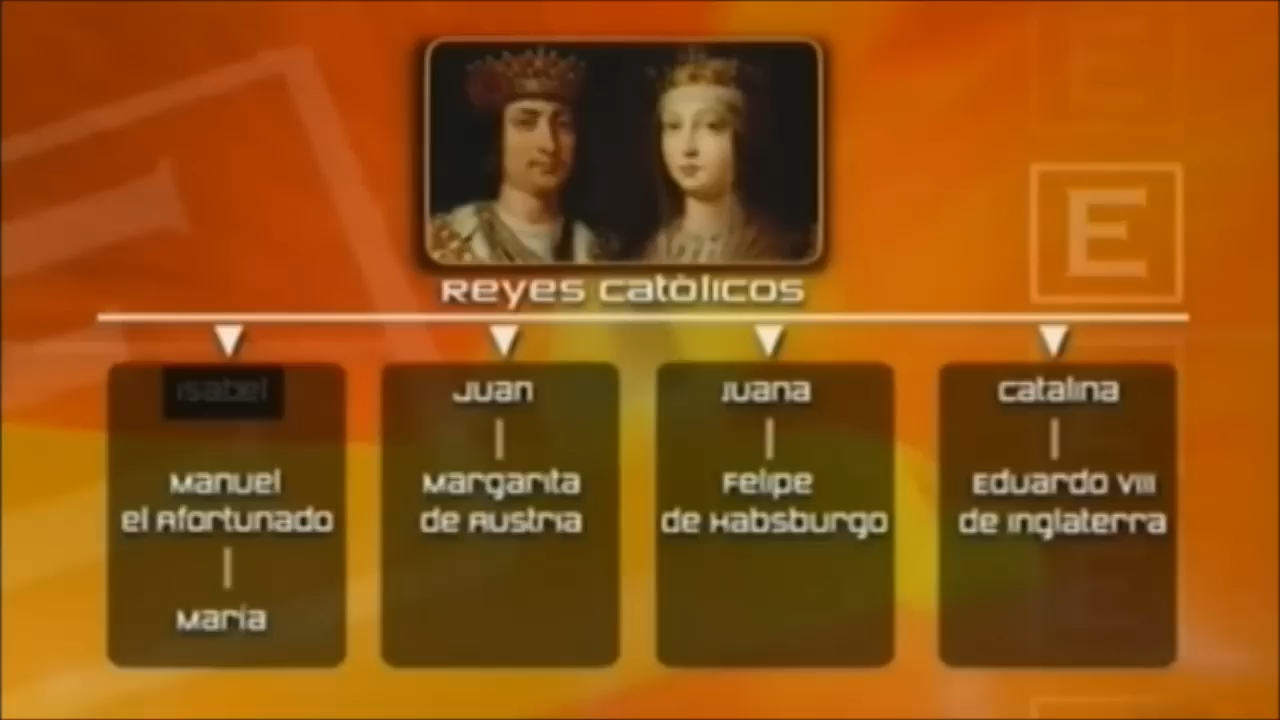 E
Reyes católicos
Isabel
Manuel
el Afortunado
María
Juan
Margarita
de Austria
Juana
Felipe
de Habsburgo
Catalina
Eduardo VIII
de Inglaterra